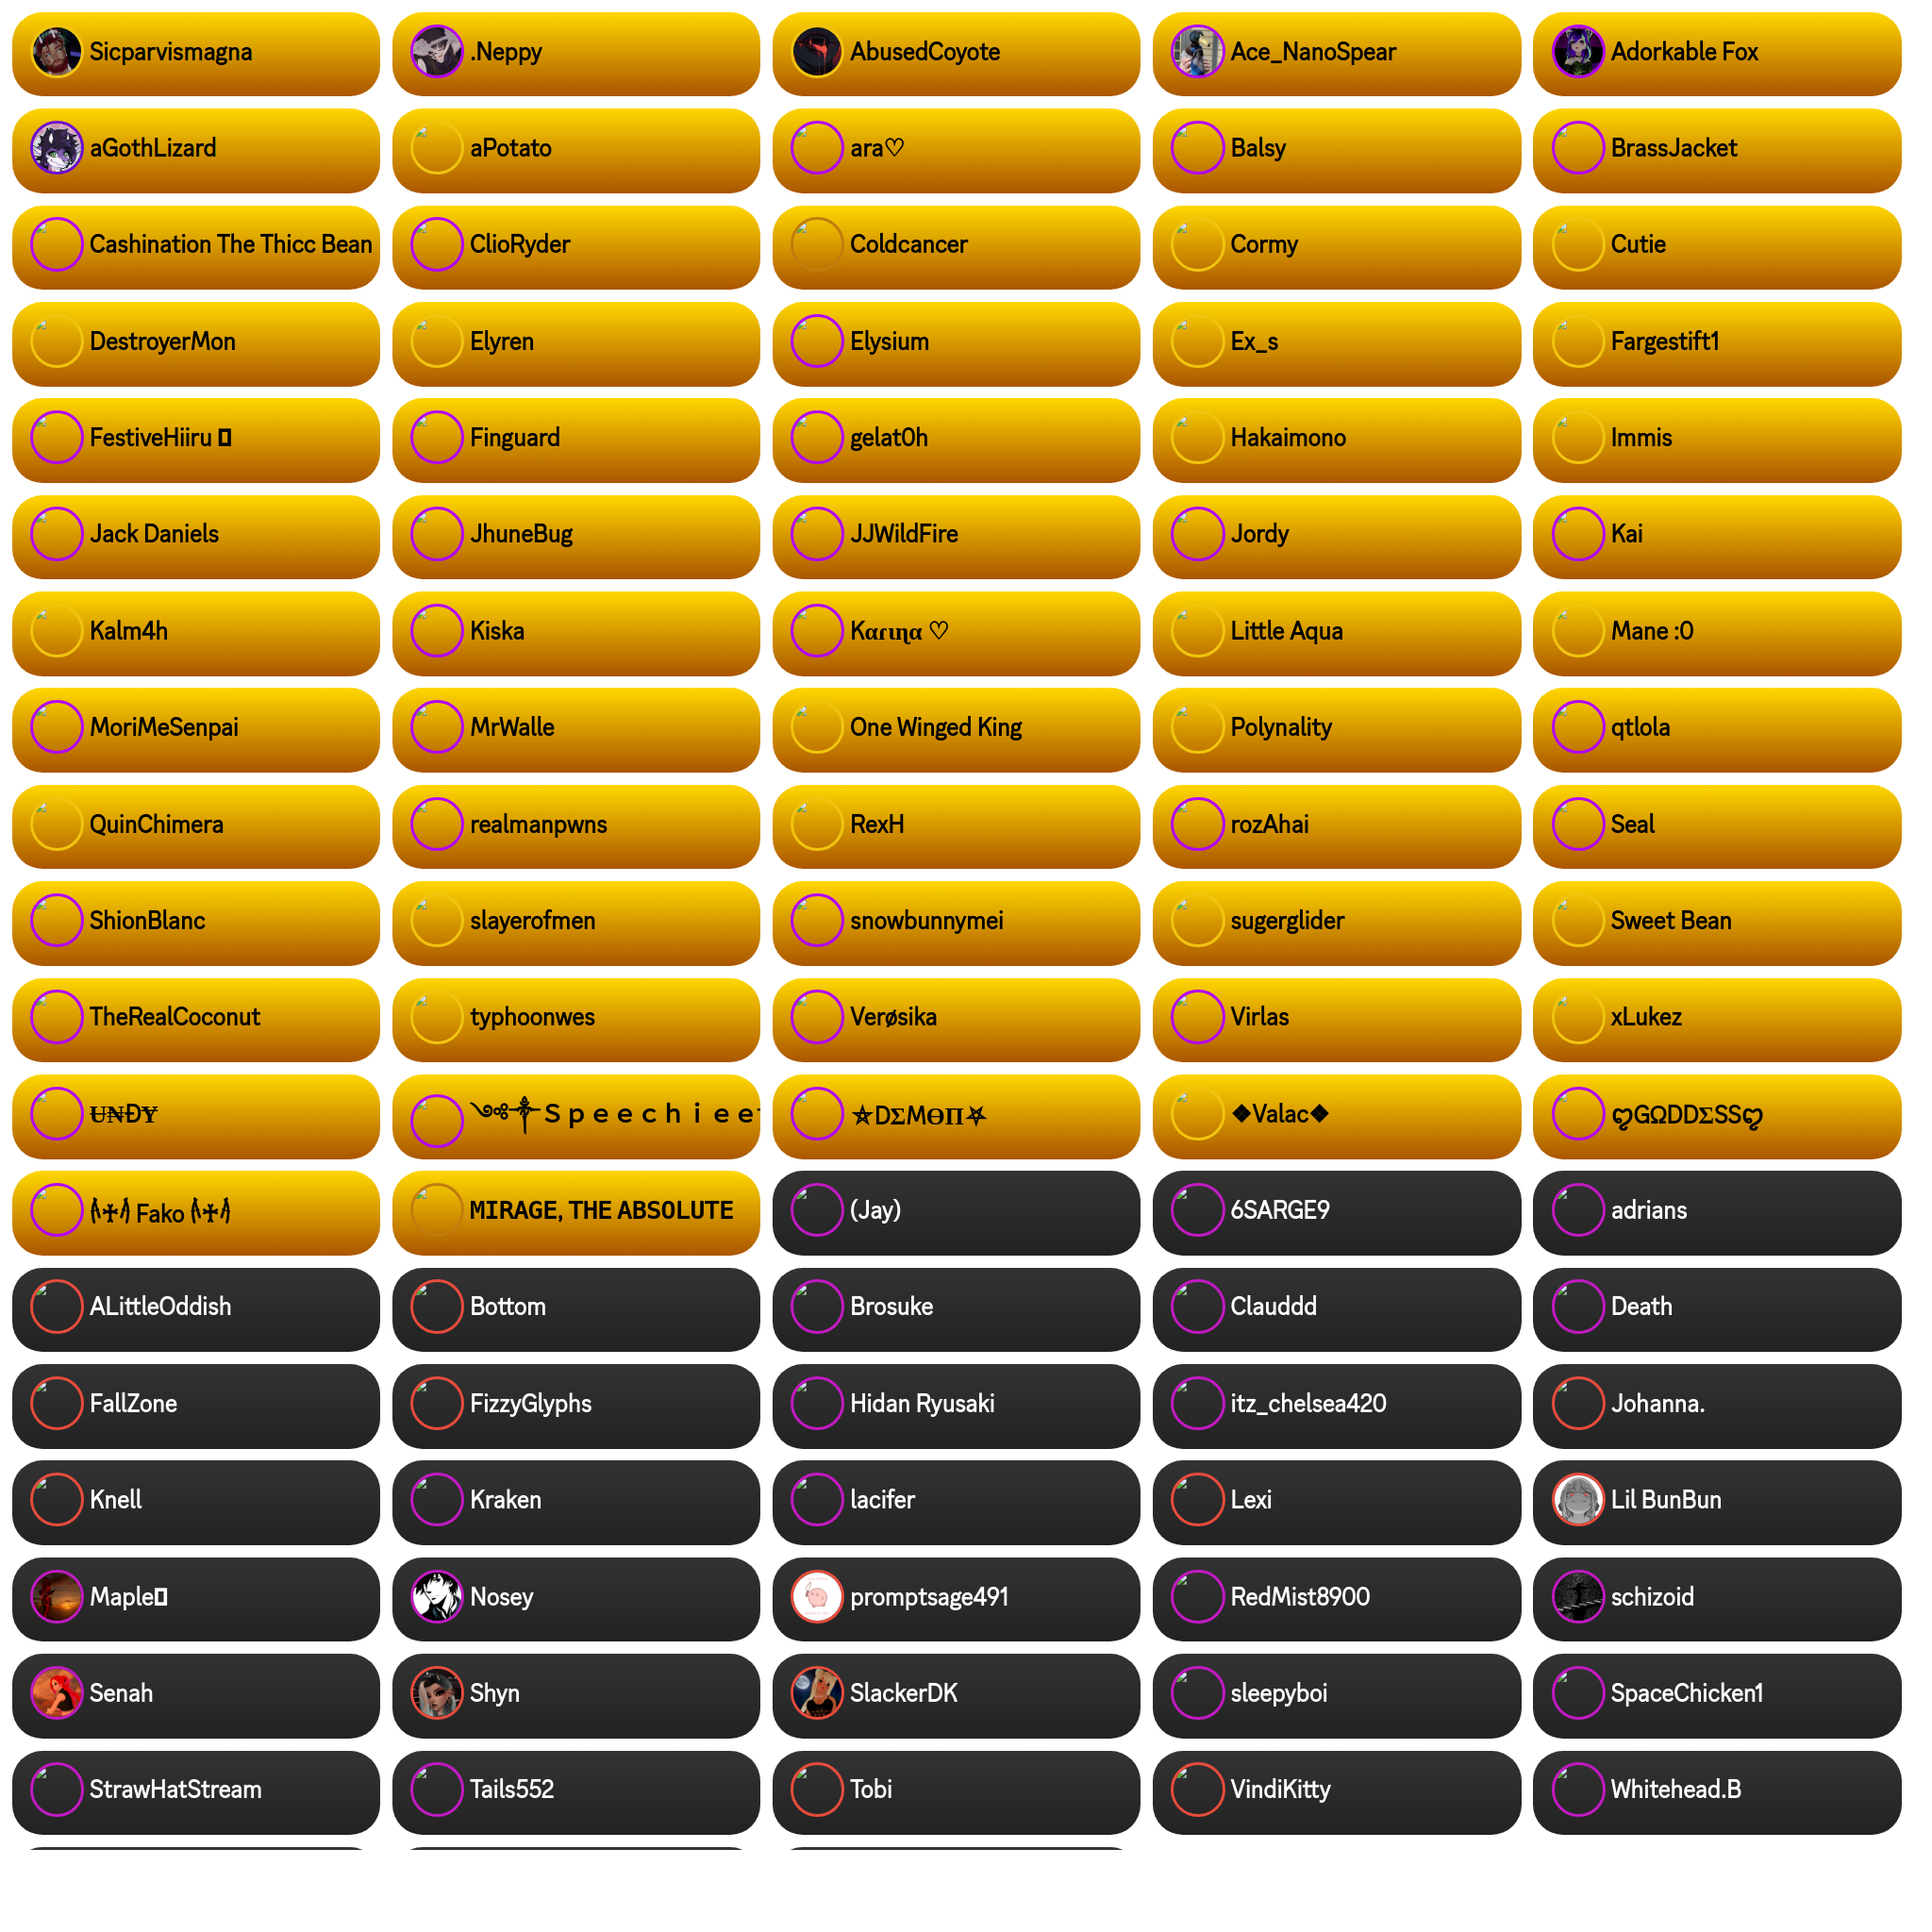 Sicparvismagna
.Neppy
AbusedCoyote
Ace_NanoSpear
Adorkable Fox
aGothLizard
aPotato
ara♡
Balsy
BrassJacket
Cashination The Thicc Bean
ClioRyder
Coldcancer
Cormy
Cutie
DestroyerMon
Elyren
Elysium
Ex_s
Fargestift1
FestiveHiiru
Finguard
gelat0h
Hakaimono
Immis
Jack Daniels
JhuneBug
JJWildFire
Jordy
Kai
Kalm4h
Kiska
Kαɾιɳα ♡
Little Aqua
Mane :0
MoriMeSenpai
MrWalle
One Winged King
Polynality
qtlola
QuinChimera
realmanpwns
RexH
rozAhai
Seal
ShionBlanc
slayerofmen
snowbunnymei
sugerglider
Sweet Bean
TheRealCoconut
typhoonwes
Verøsika
Virlas
xLukez
Ʉ₦ĐɎ
༺✟Ｓｐｅｅｃｈｉｅｅ
⛤DΣMӨП⛧
❖Valac❖
ღGΩDDΣSSღ
Fako
MIRAGE, THE ABSOLUTE
(Jay)
6SARGE9
adrians
ALittleOddish
Bottom
Brosuke
Clauddd
Death
FallZone
FizzyGlyphs
Hidan Ryusaki
itz_chelsea420
Johanna.
Knell
Kraken
lacifer
Lexi
Lil BunBun
Maple
Nosey
promptsage491
RedMist8900
schizoid
Senah
Shyn
SlackerDK
sleepyboi
SpaceChicken1
StrawHatStream
Tails552
Tobi
VindiKitty
Whitehead.B